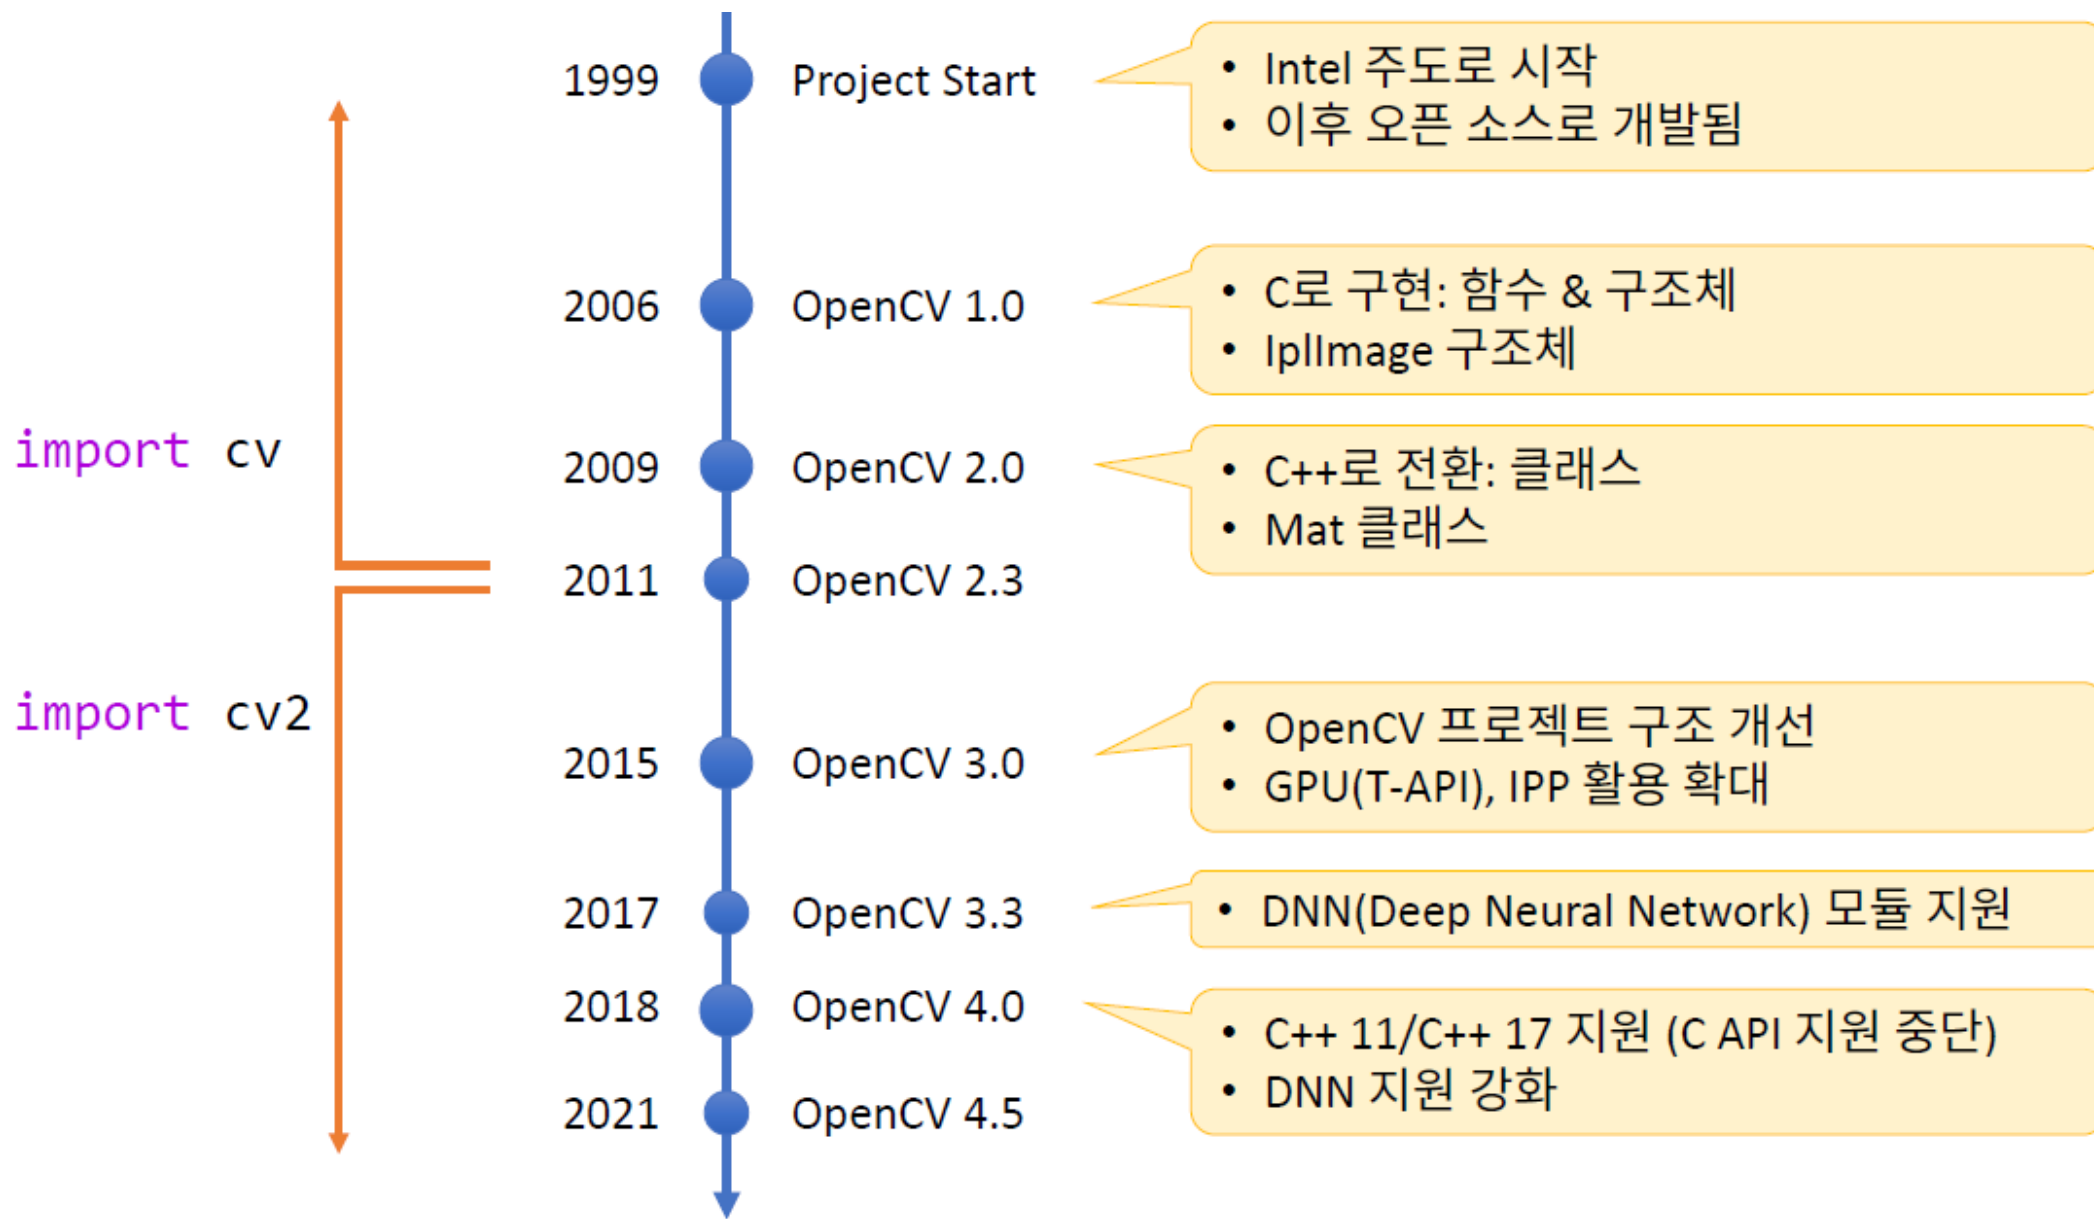 1999 Project Start
• Intel 주도로 시작
• 이후 오픈 소스로 개발됨
2006 OpenCV 1.0
• C로 구현: 함수 & 구조체
• IplImage 구조체
import cv
2009 OpenCV 2.0
• C++로 전환: 클래스
• Mat 클래스
2011 OpenCV 2.3
import cv2
2015 OpenCV 3.0
• OpenCV 프로젝트 구조 개선
• GPU(T-API), IPP 활용 확대
2017 OpenCV 3.3
• DNN(Deep Neural Network) 모듈 지원
2018 OpenCV 4.0
• C++ 11/C++ 17 지원 (C API 지원 중단)
• DNN 지원 강화
2021 OpenCV 4.5